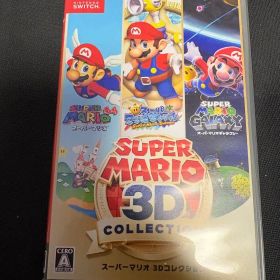 NINTENDO
SWITCH
SUPER
MARIO 64
スーパーマリオ
スーパーマリオ
サンシャイン
SUPER
MARIO
GALAXY
スーパーマリオギャラクシー
SUPER
MARIO
3D
COLLECTION
スーパーマリオ 3Dコレクション
CERO
A